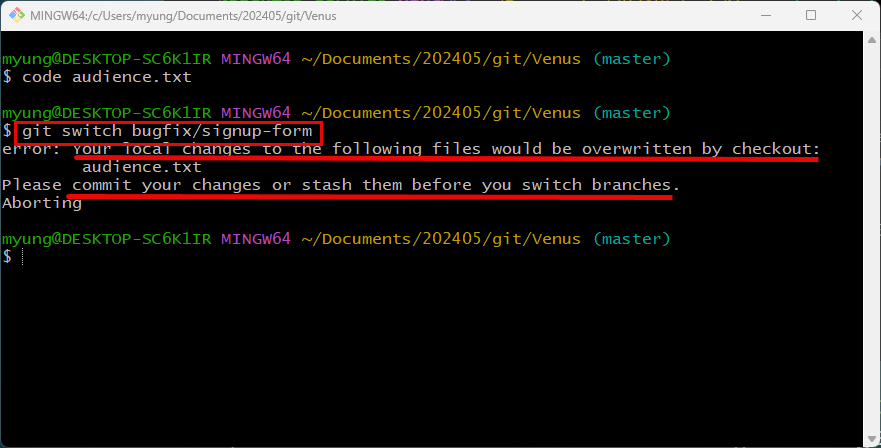 MINGW64:/c/Users/myung/Documents/202405/git/Venus
myung@DESKTOP-SC6K1IR MINGW64 ~/Documents/202405/git/Venus (master)
$ code audience.txt
myung@DESKTOP-SC6K1IR MINGW64 ~/Documents/202405/git/Venus (master)
$ git switch bugfix/signup-form
error: Your local changes to the following files would be overwritten by checkout:
audience.txt
Please commit your changes or stash them before you switch branches.
Aborting
myung@DESKTOP-SC6K1IR MINGW64 ~/Documents/202405/git/Venus (master)
$